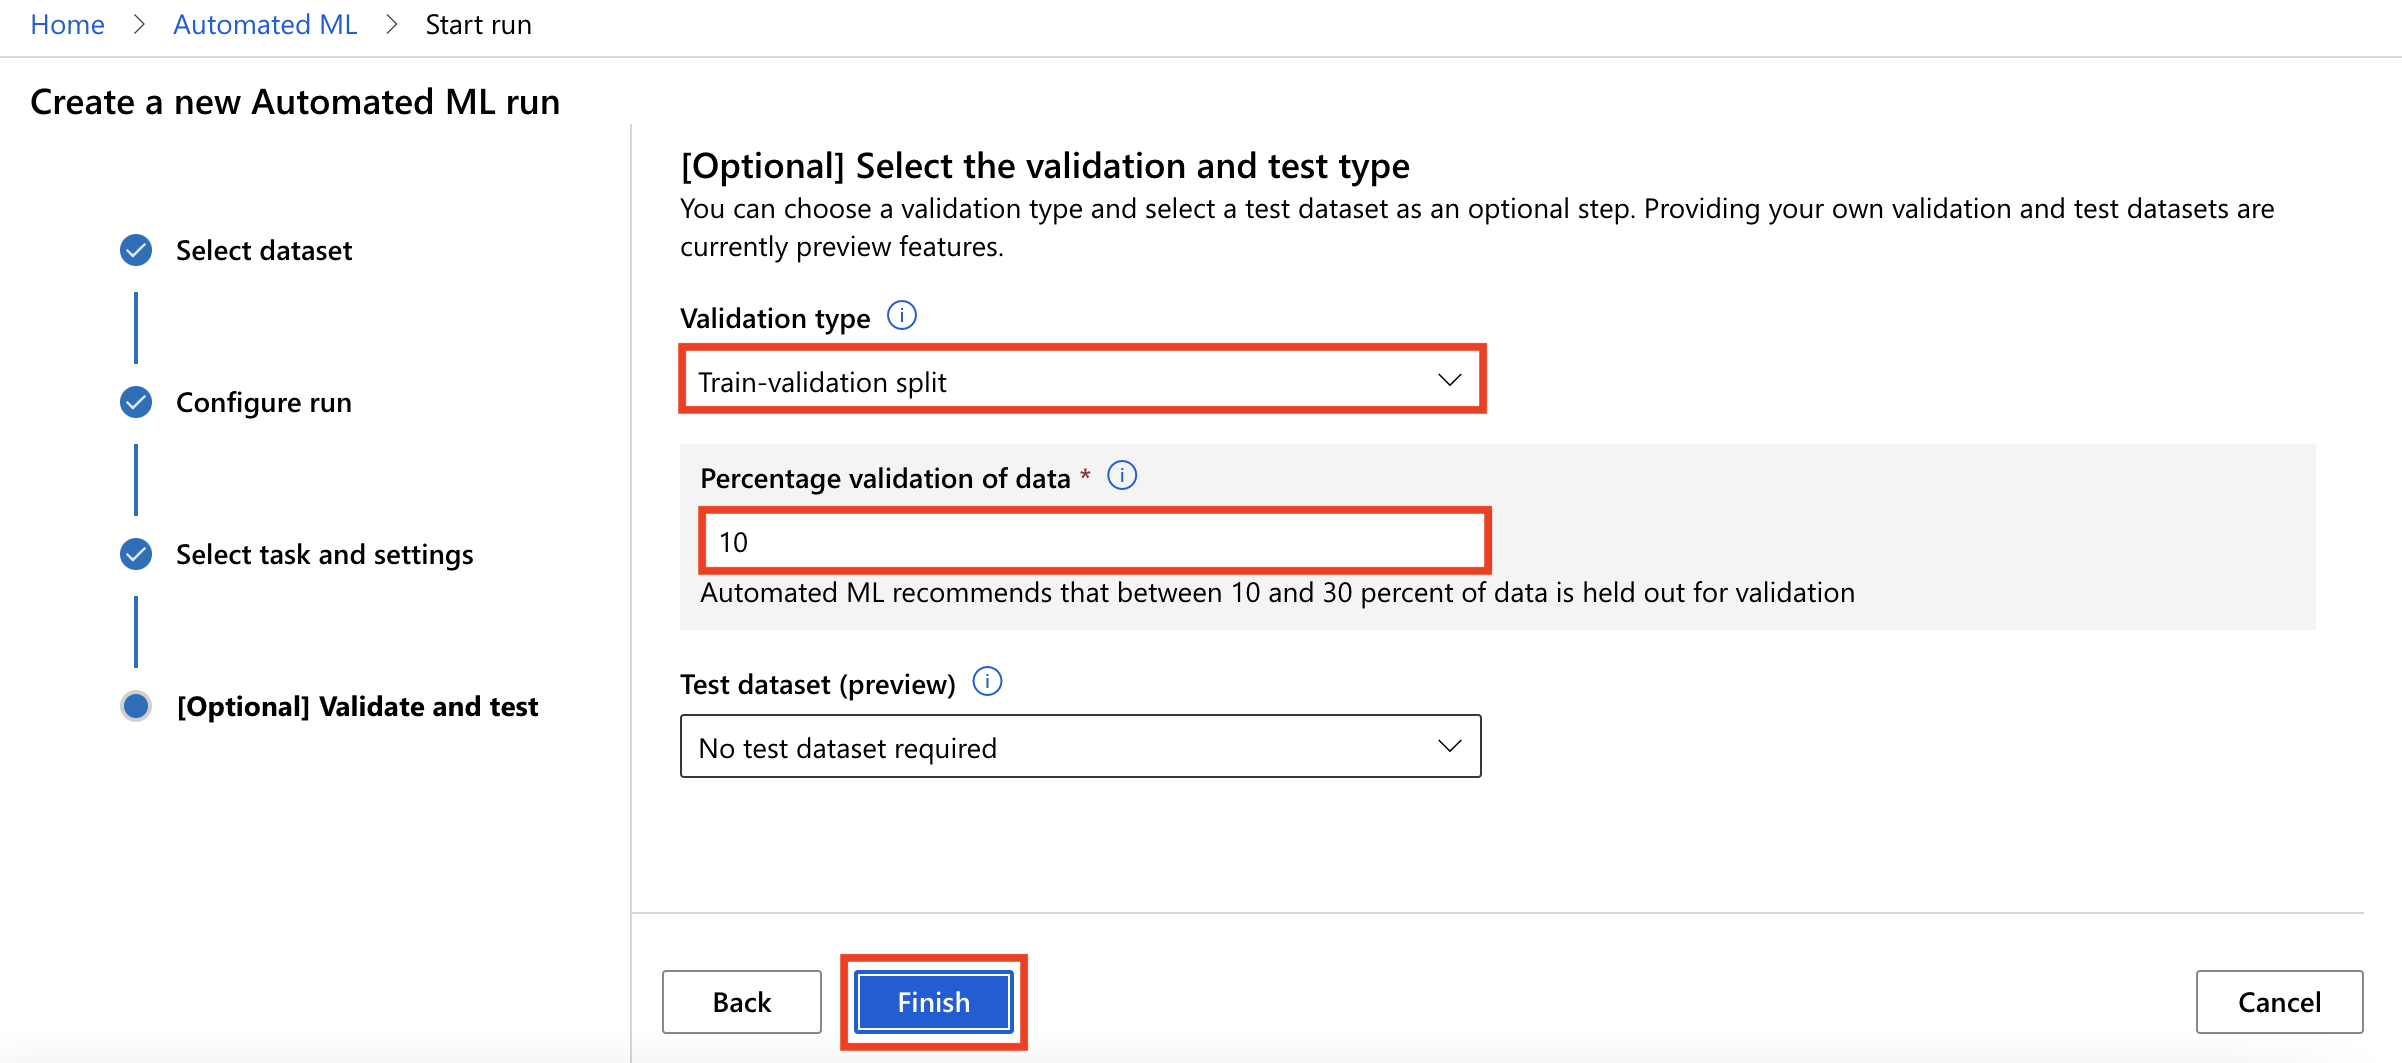 Home > Automated ML > Start run
Create a new Automated ML run
Select dataset
Configure run
Select task and settings
[Optional] Validate and test
[Optional] Select the validation and test type
You can choose a validation type and select a test dataset as an optional step. Providing your own validation and test datasets are
currently preview features.
Validation type
Train-validation split
Percentage validation of data *
10
Automated ML recommends that between 10 and 30 percent of data is held out for validation
Test dataset (preview)
No test dataset required
Back
Finish
Cancel